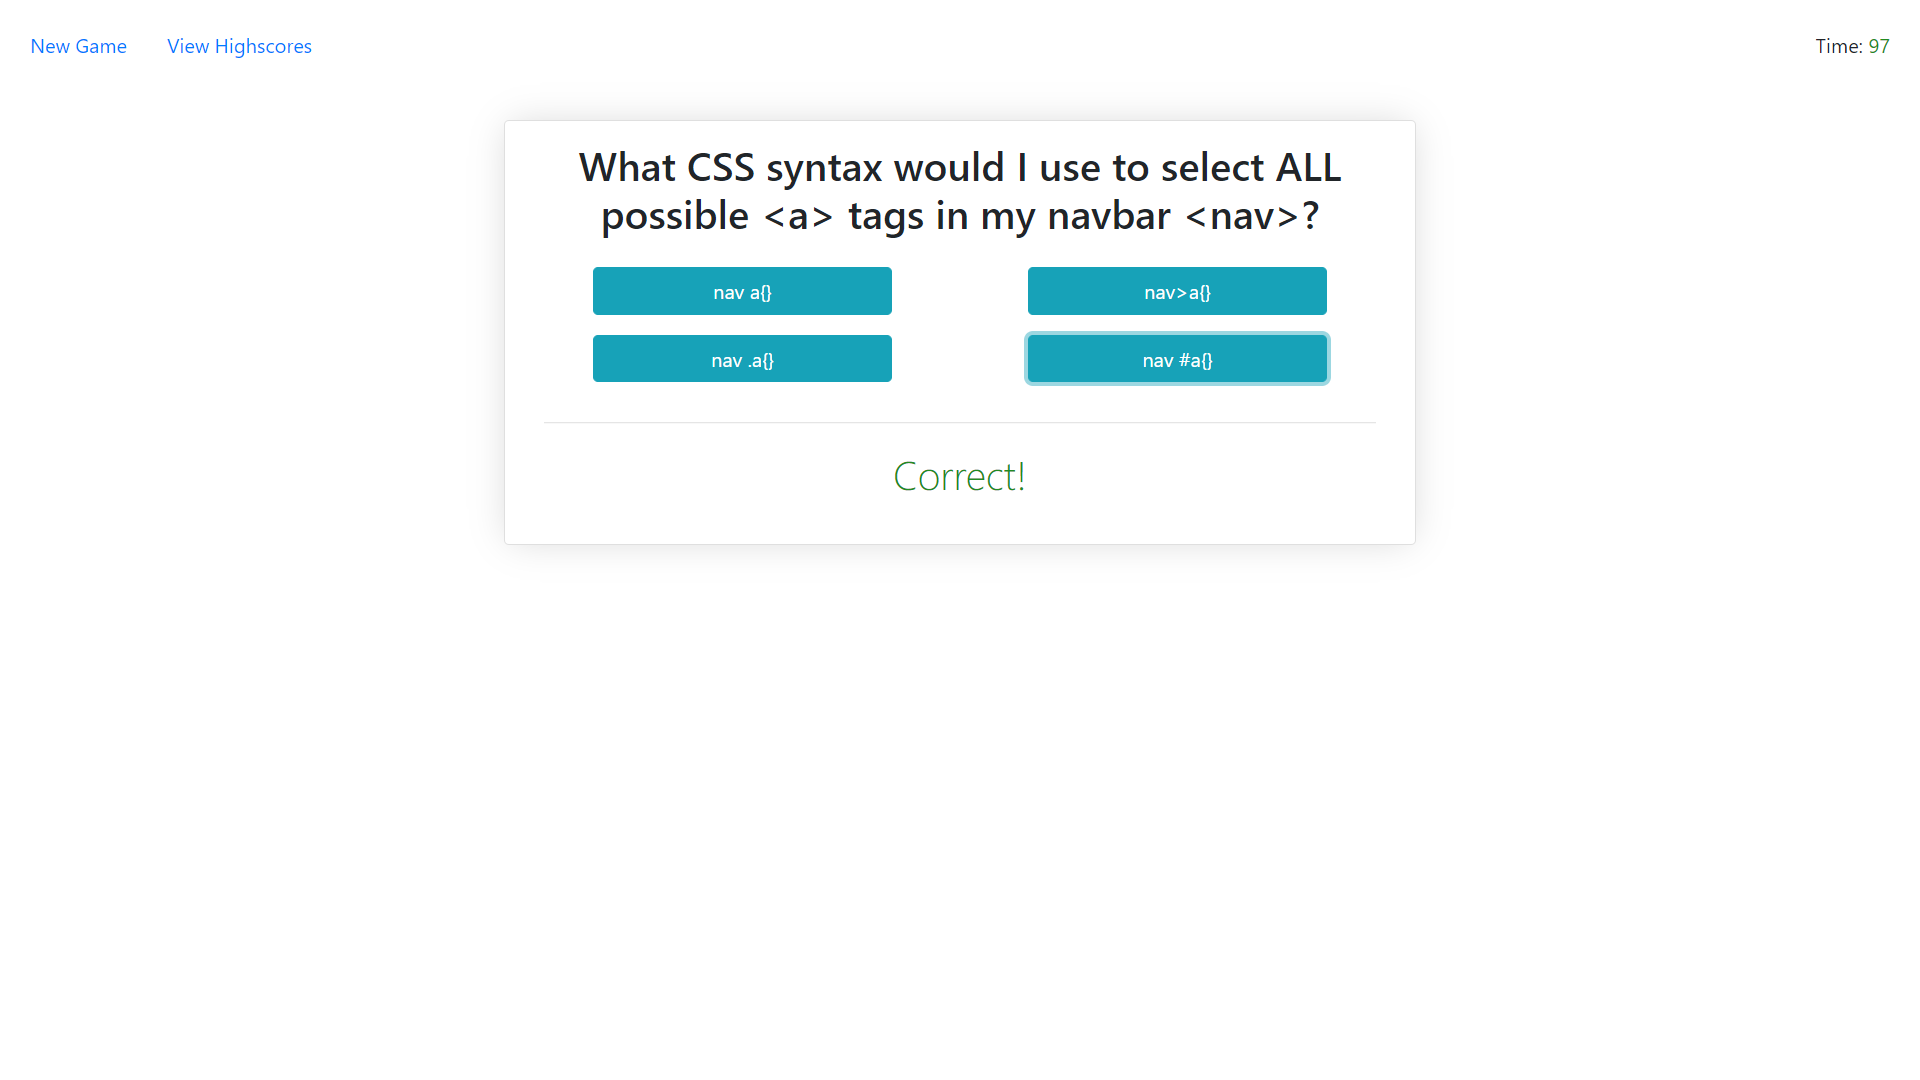 New Game View Highscores Time: 97
What CSS syntax would I use to select ALL
possible <a> tags in my navbar <nav>?
nav a{} nav>a{}
nav .a{} nav #a{}
Correct!